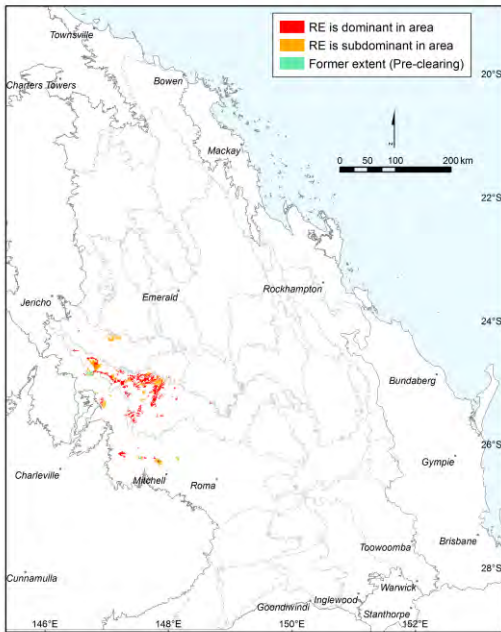 RE is dominant in area
RE is subdominant in area
Former extent (Pre-clearing)
Townsville
20°S
Charters Towers
Bowen
Mackay
0 50 100 200 km
22°S
Emerald
Rockhampton
Jericho
24°S
Bundaberg
26°S
Charleville
Gympie
Mitchell
Roma
Toowoomba
Brisbane
Cunnamulla
28°S
Warwick
Goondiwindi
Inglewood
Stanthorpe
146°E
148°E
150°E
152°E